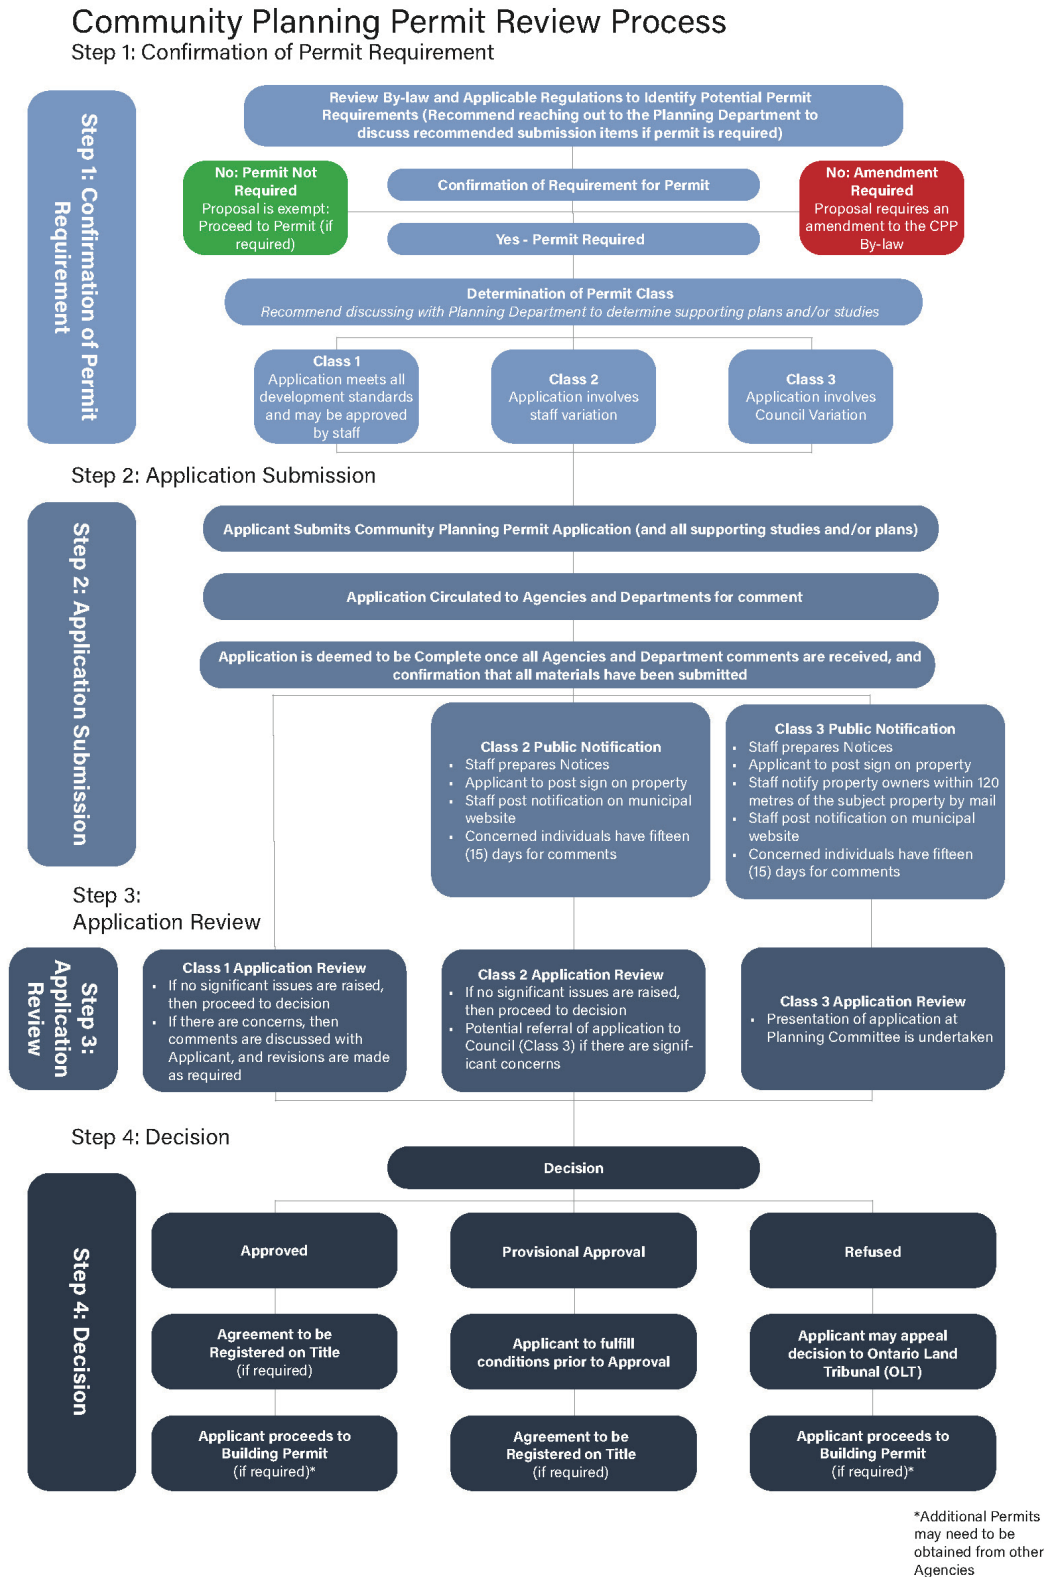 Community Planning Permit Review Process
Step 1: Confirmation of Permit Requirement
Step 1: Confirmation of Permit
Requirement
Review By-law and Applicable Regulations to Identify Potential Permit
Requirements (Recommend reaching out to the Planning Department to
discuss recommended submission items if permit is required)
No: Permit Not
Required
Proposal is exempt:
Proceed to Permit (if
required)
Confirmation of Requirement for Permit
Yes - Permit Required
No: Amendment
Required
Proposal requires an
amendment to the CPP
By-law
Determination of Permit Class
Recommend discussing with Planning Department to determine supporting plans and/or studies
Class 1
Application meets all
development standards
and may be approved
by staff
Class 2
Application involves
staff variation
Class 3
Application involves
Council Variation
Step 2: Application Submission
Step 2: Application Submission
Applicant Submits Community Planning Permit Application (and all supporting studies and/or plans)
Application Circulated to Agencies and Departments for comment
Application is deemed to be Complete once all Agencies and Department comments are received, and
confirmation that all materials have been submitted
Class 2 Public Notification
• Staff prepares Notices
• Applicant to post sign on property
• Staff post notification on municipal
website
• Concerned individuals have fifteen
(15) days for comments
Class 3 Public Notification
• Staff prepares Notices
• Applicant to post sign on property
• Staff notify property owners within 120
metres of the subject property by mail
• Staff post notification on municipal
website
• Concerned individuals have fifteen
(15) days for comments
Step 3:
Application Review
Step 3:
Application
Review
Class 1 Application Review
• If no significant issues are raised,
then proceed to decision
• If there are concerns, then
comments are discussed with
Applicant, and revisions are made
as required
Class 2 Application Review
• If no significant issues are raised,
then proceed to decision
• Potential referral of application to
Council (Class 3) if there are signif-
icant concerns
Class 3 Application Review
• Presentation of application at
Planning Committee is undertaken
Step 4: Decision
Step 4: Decision
Decision
Approved
Provisional Approval
Refused
Agreement to be
Registered on Title
(if required)
Applicant to fulfill
conditions prior to Approval
Applicant may appeal
decision to Ontario Land
Tribunal (OLT)
Applicant proceeds to
Building Permit
(if required)*
Agreement to be
Registered on Title
(if required)
Applicant proceeds to
Building Permit
(if required)*
*Additional Permits
may need to be
obtained from other
Agencies